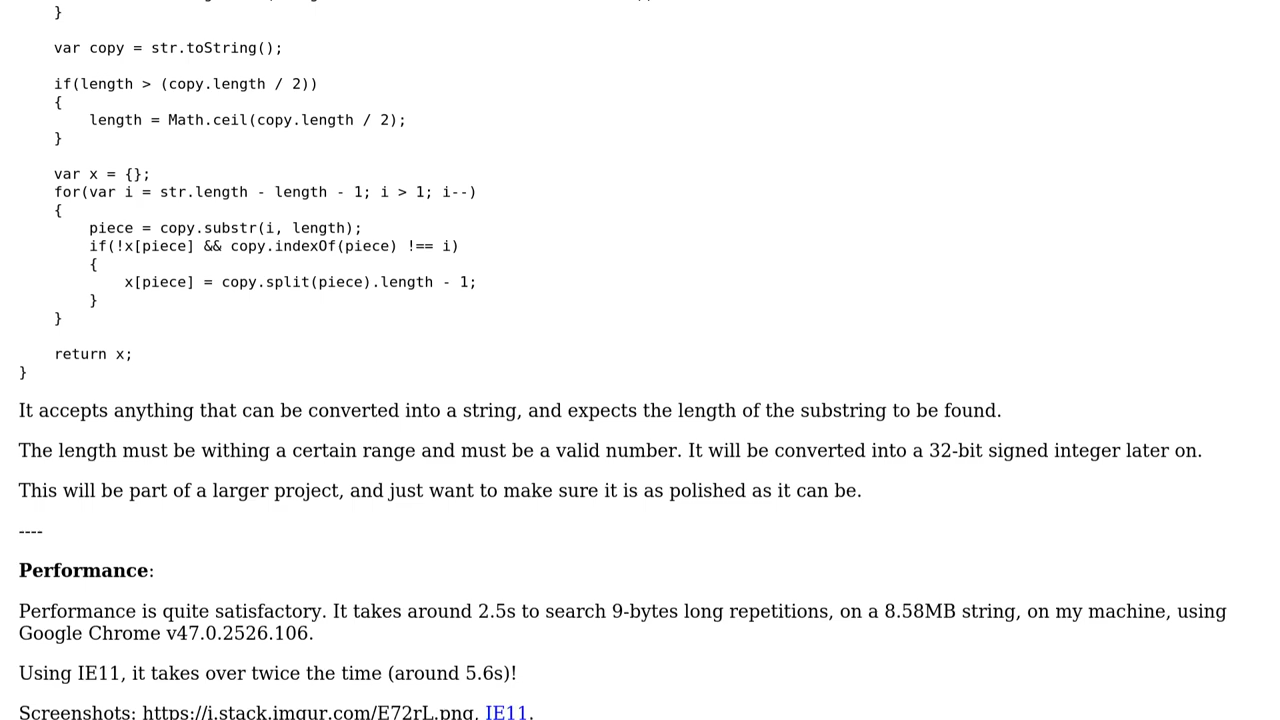 }
var copy = str.toString();
if(length > (copy.length / 2))
{
length = Math.ceil(copy.length / 2);
}
var x = {};
for(var i = str.length - length - 1; i > 1; i--)
{
piece = copy.substr(i, length);
if(!x[piece] && copy.indexOf(piece) !== i)
{
x[piece] = copy.split(piece).length - 1;
}
}
return x;
}
It accepts anything that can be converted into a string, and expects the length of the substring to be found.
The length must be withing a certain range and must be a valid number. It will be converted into a 32-bit signed integer later on.
This will be part of a larger project, and just want to make sure it is as polished as it can be.
----
Performance:
Performance is quite satisfactory. It takes around 2.5s to search 9-bytes long repetitions, on a 8.58MB string, on my machine, using
Google Chrome v47.0.2526.106.
Using IE11, it takes over twice the time (around 5.6s)!
Screenshots: https://i.stack.imgur.com/E72rL.png, IE11.